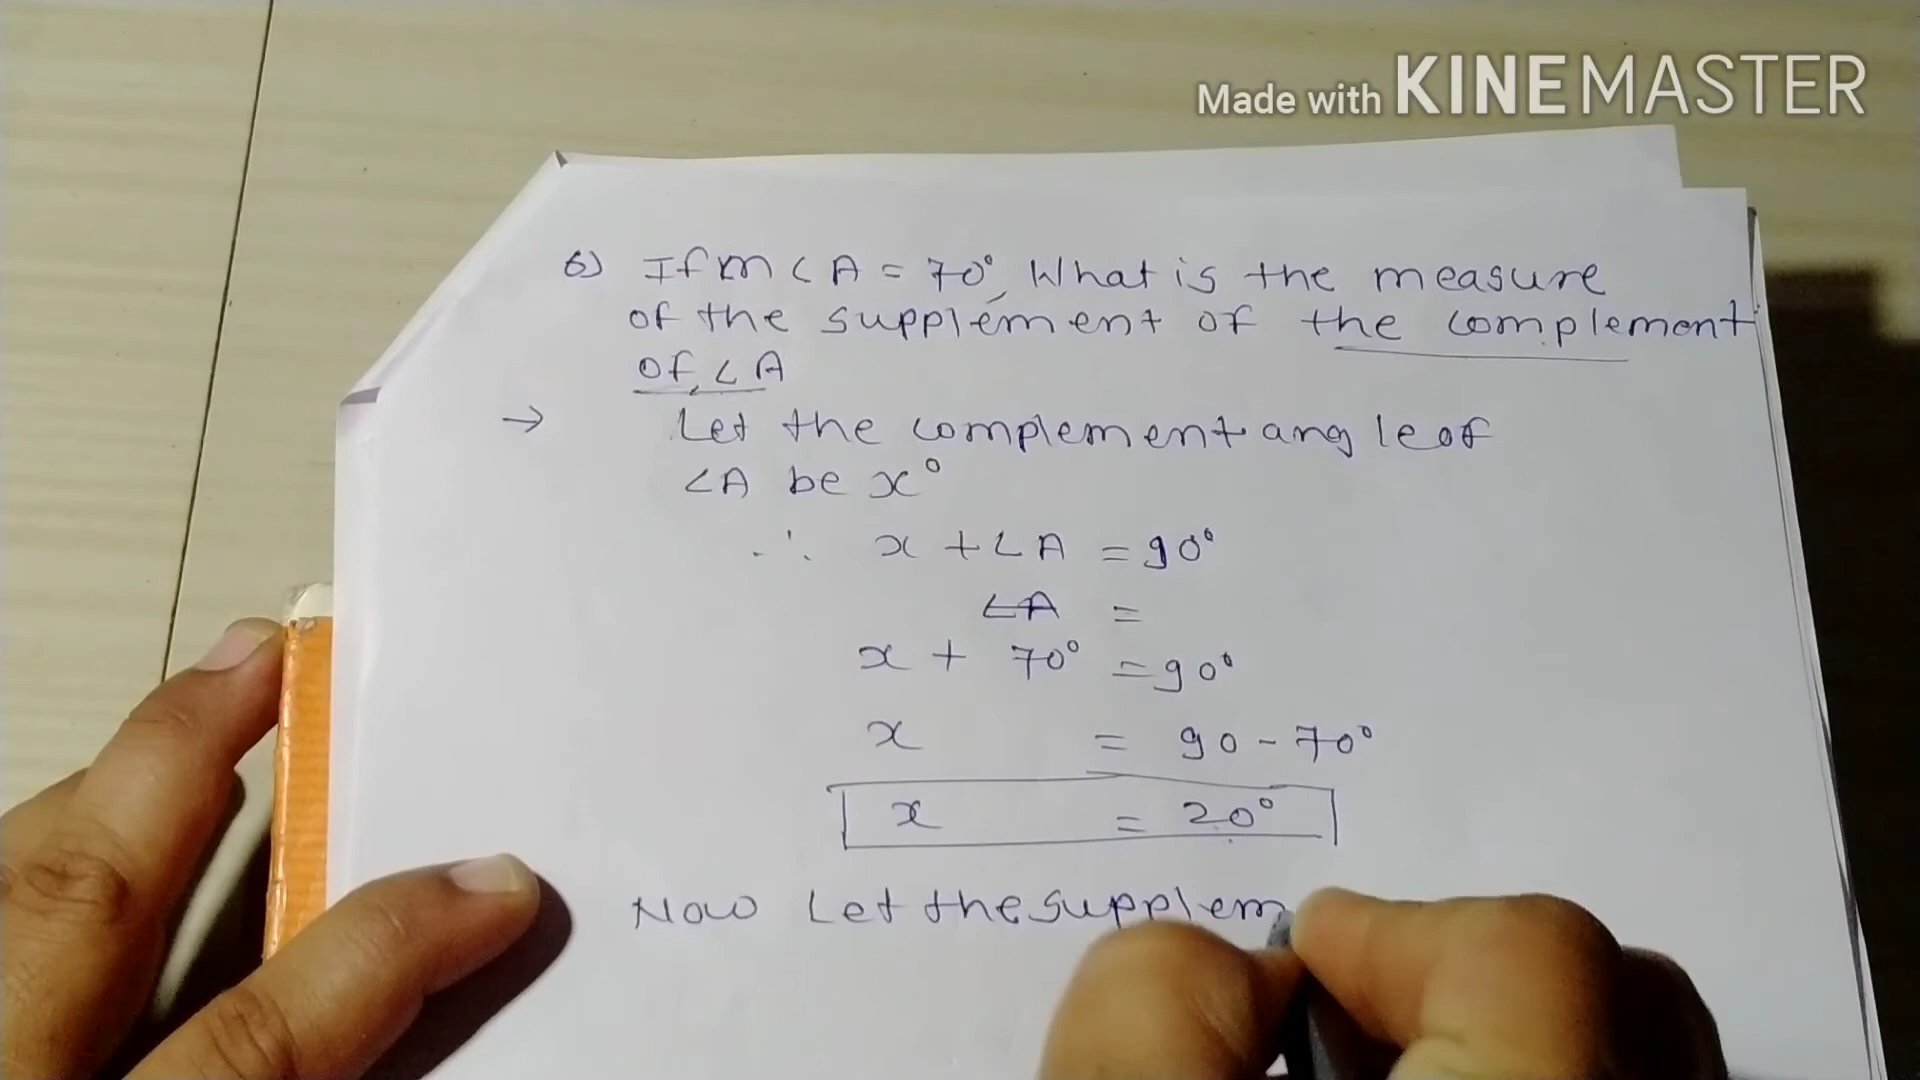 Made with KINEMASTER
6) If m∠A = 70°, What is the measure
of the supplement of the complement
of ∠A
→ Let the complement angle of
∠A be x°
∴ x + ∠A = 90°
∠A =
x + 70° = 90°
x = 90 - 70°
x = 20°
Now Let the supplem